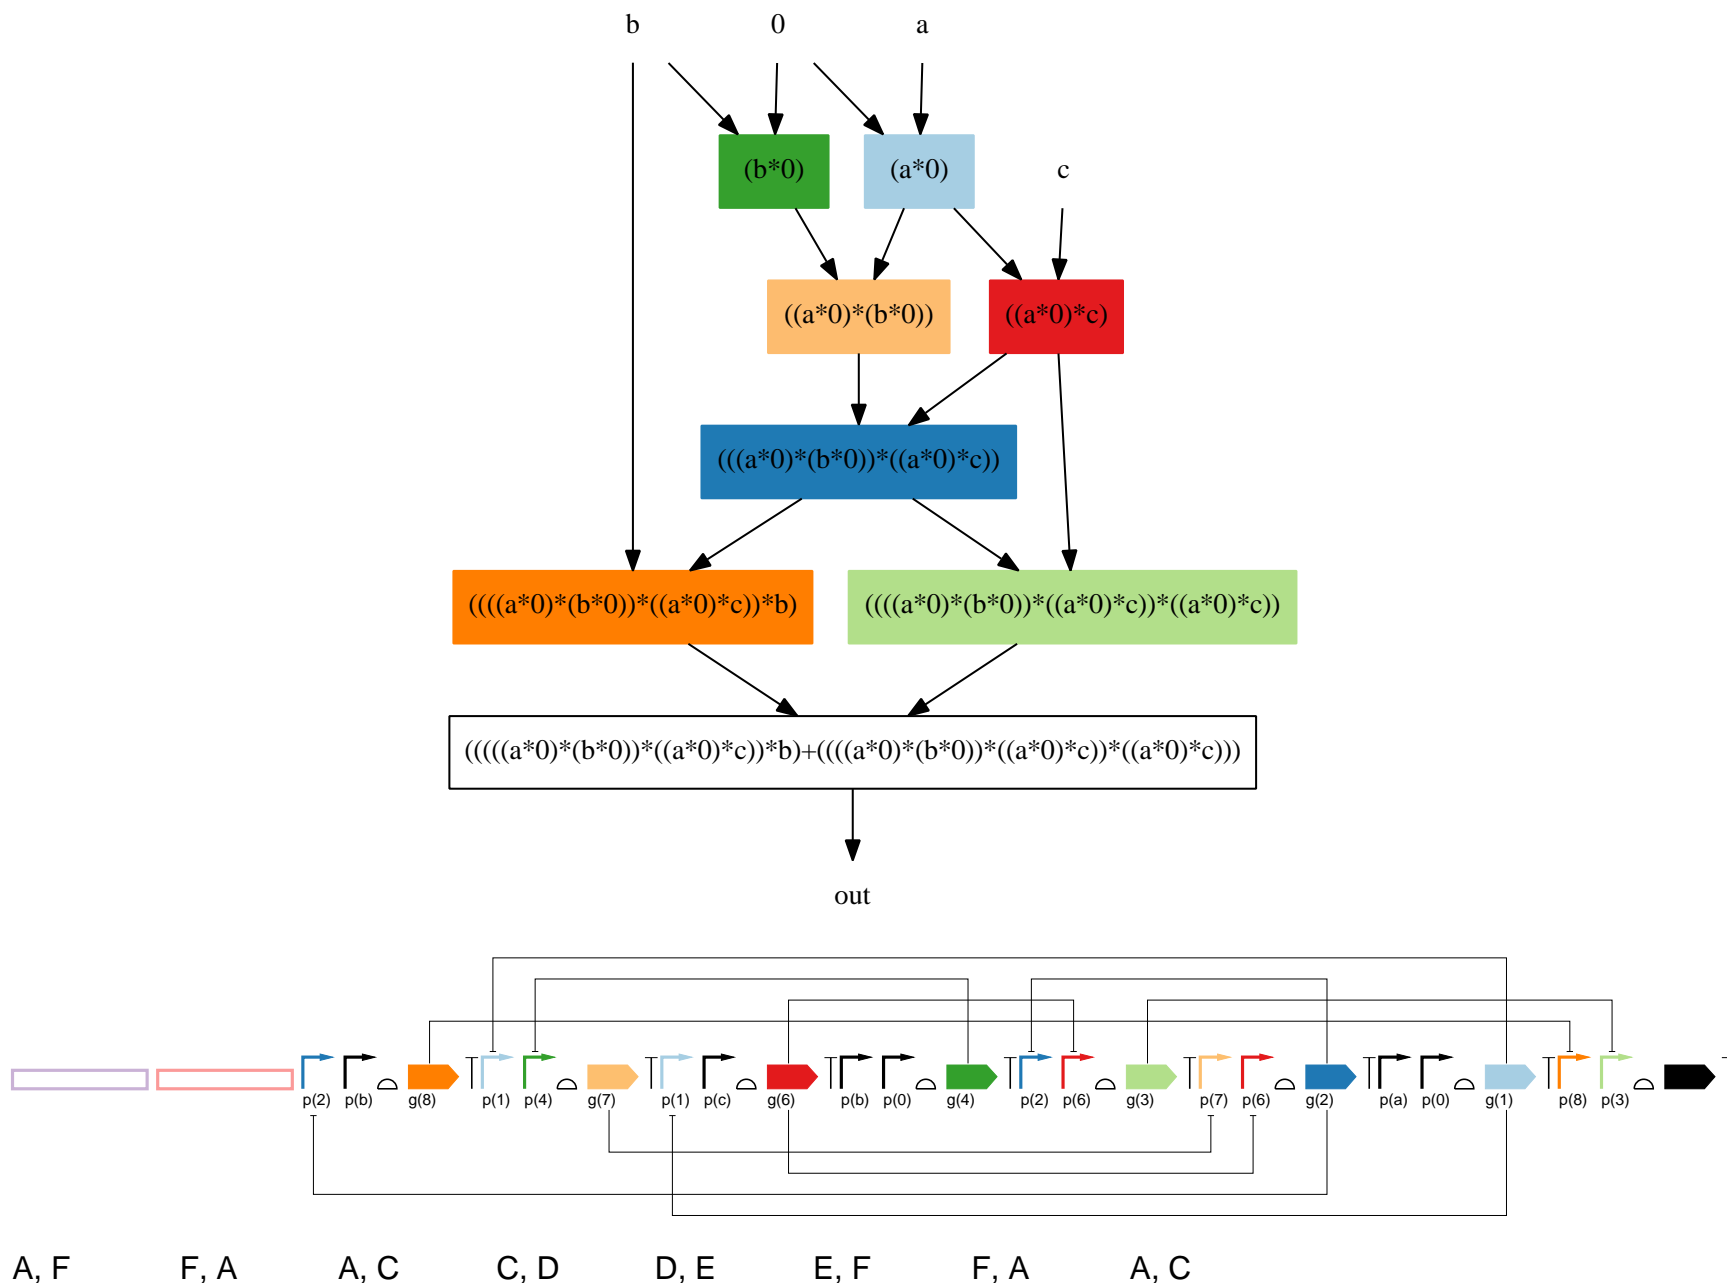 b 0 a
(b*0) (a*0) c
((a*0)*(b*0)) ((a*0)*c)
(((a*0)*(b*0))*((a*0)*c))
((((a*0)*(b*0))*((a*0)*c))*b) ((((a*0)*(b*0))*((a*0)*c))*((a*0)*c))
(((((a*0)*(b*0))*((a*0)*c))*b)+((((a*0)*(b*0))*((a*0)*c))*((a*0)*c)))
out
p(2) p(b) g(8) p(1) p(4) g(7) p(1) p(c) g(6) p(b) p(0) g(4) p(2) p(6) g(3) p(7) p(6) g(2) p(a) p(0) g(1) p(8) p(3)
A, F F, A A, C C, D D, E E, F F, A A, C